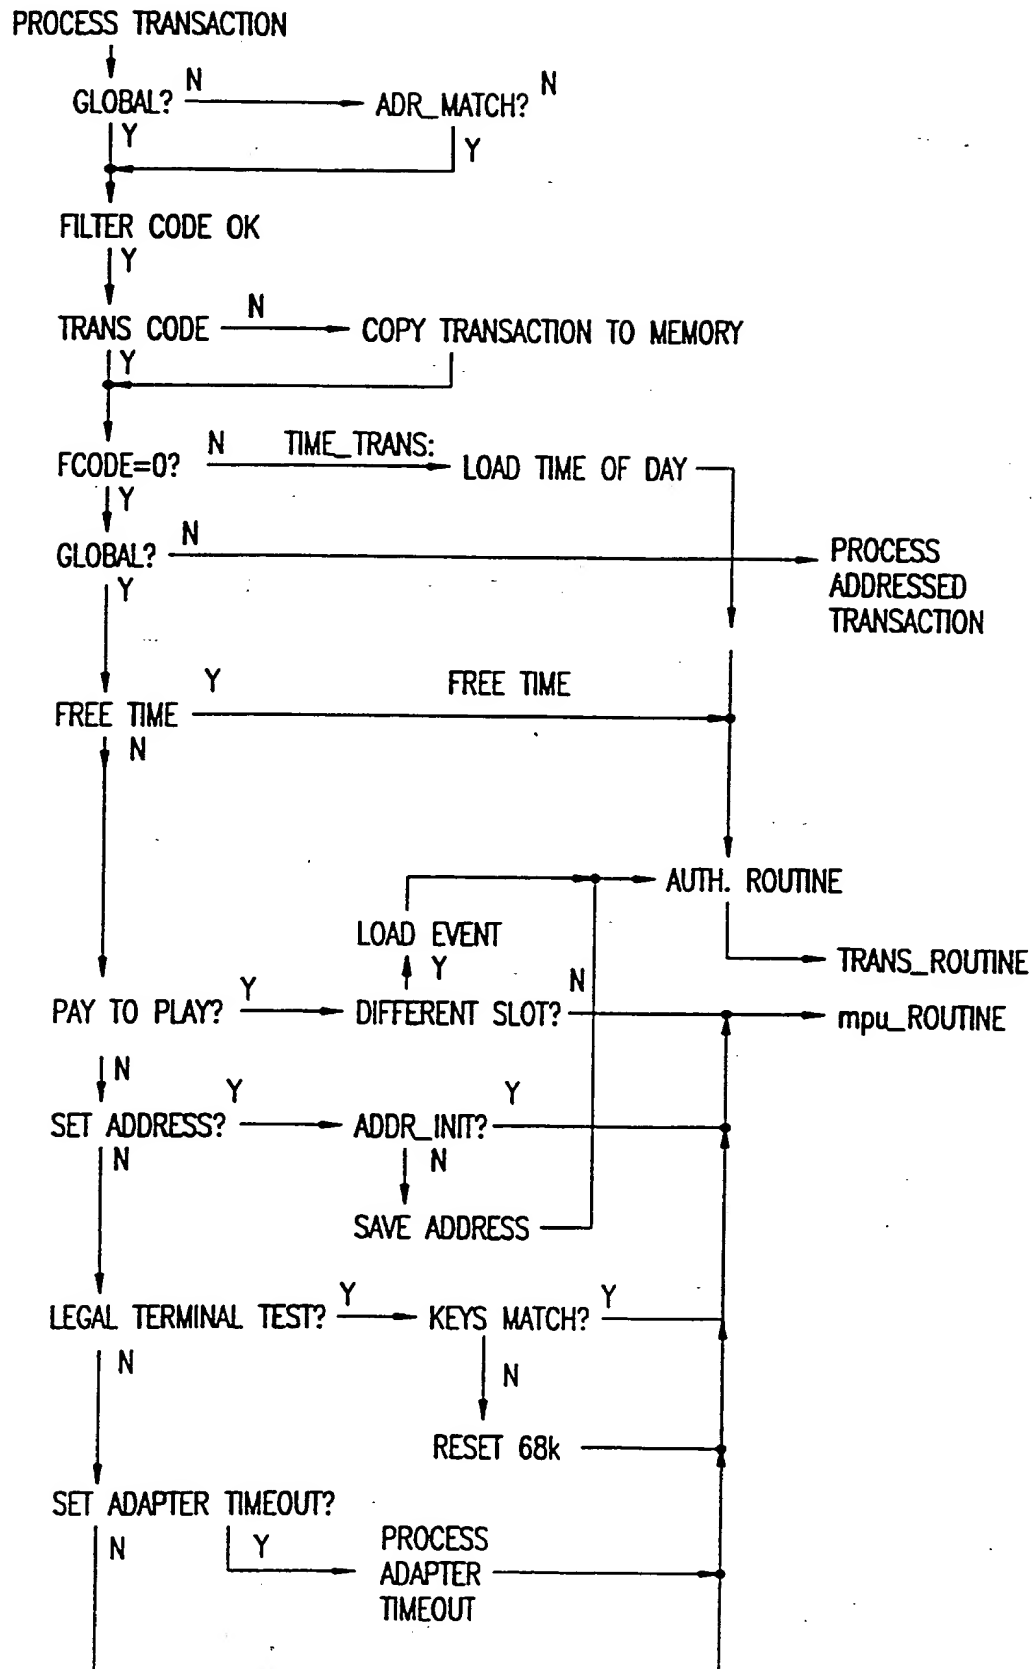 PROCESS TRANSACTION
N
N
GLOBAL?
ADR_MATCH?
Y
Y
FILTER CODE OK
Y
N
TRANS CODE
COPY TRANSACTION TO MEMORY
Y
N
TIME_TRANS:
FCODE=0?
LOAD TIME OF DAY
Y
N
GLOBAL?
PROCESS
ADDRESSED
TRANSACTION
Y
Y
FREE TIME
FREE TIME
N
AUTH. ROUTINE
LOAD EVENT
Y
TRANS_ROUTINE
Y
N
PAY TO PLAY?
DIFFERENT SLOT?
mpu_ROUTINE
N
Y
Y
SET ADDRESS?
ADDR_INIT?
N
N
SAVE ADDRESS
Y
Y
LEGAL TERMINAL TEST?
KEYS MATCH?
N
N
RESET 68k
SET ADAPTER TIMEOUT?
N
Y
PROCESS
ADAPTER
TIMEOUT